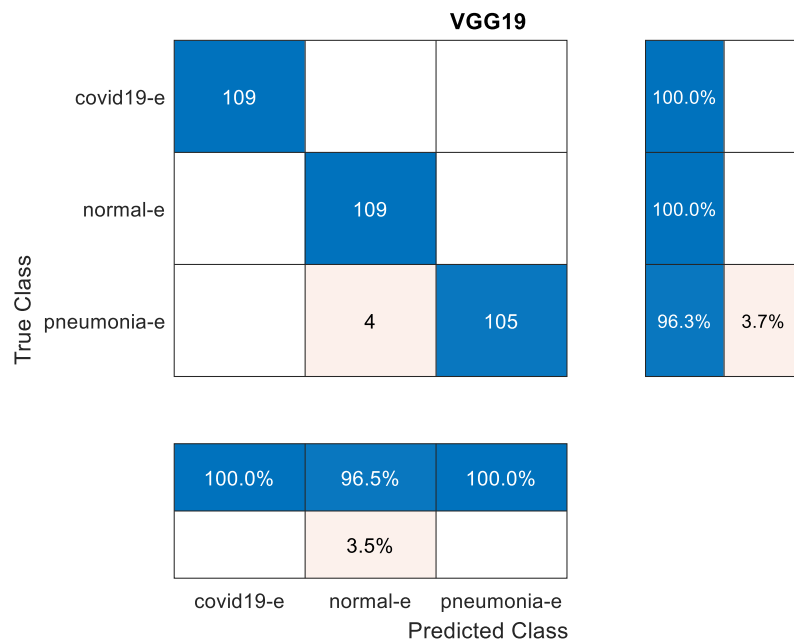 VGG19
covid19-e 109 100.0%
normal-e 109 100.0%
pneumonia-e 4 105 96.3% 3.7%
True Class
100.0% 96.5% 100.0%
3.5%
covid19-e normal-e pneumonia-e
Predicted Class